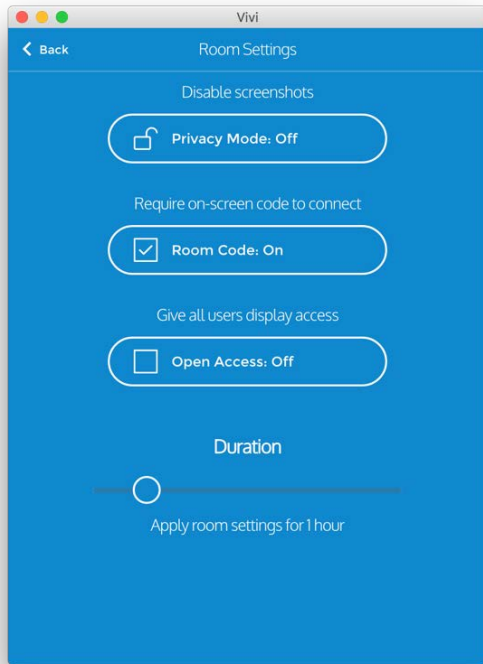 Vivi
Back
Room Settings
Disable screenshots
Privacy Mode: Off
Require on-screen code to connect
Room Code: On
Give all users display access
Open Access: Off
Duration
Apply room settings for 1 hour